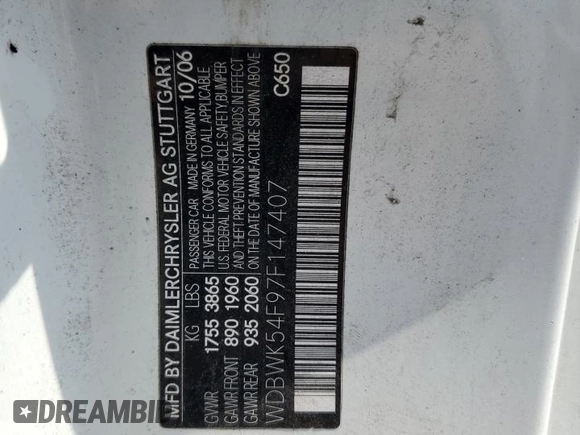 MFD BY DAIMLERCHRYSLER AG STUTTGART
KG LBS PASSENGER CAR MADE IN GERMANY 10/06
GVWR 1755 3865 THIS VEHICLE CONFORMS TO ALL APPLICABLE
GAWR FRONT 890 1960 U.S. FEDERAL MOTOR VEHICLE SAFETY BUMPER
AND THEFT PREVENTION STANDARDS IN EFFECT
GAWR REAR 935 2060 ON THE DATE OF MANUFACTURE SHOWN ABOVE
WDBWK54F97F147407 C650
DREAMBID